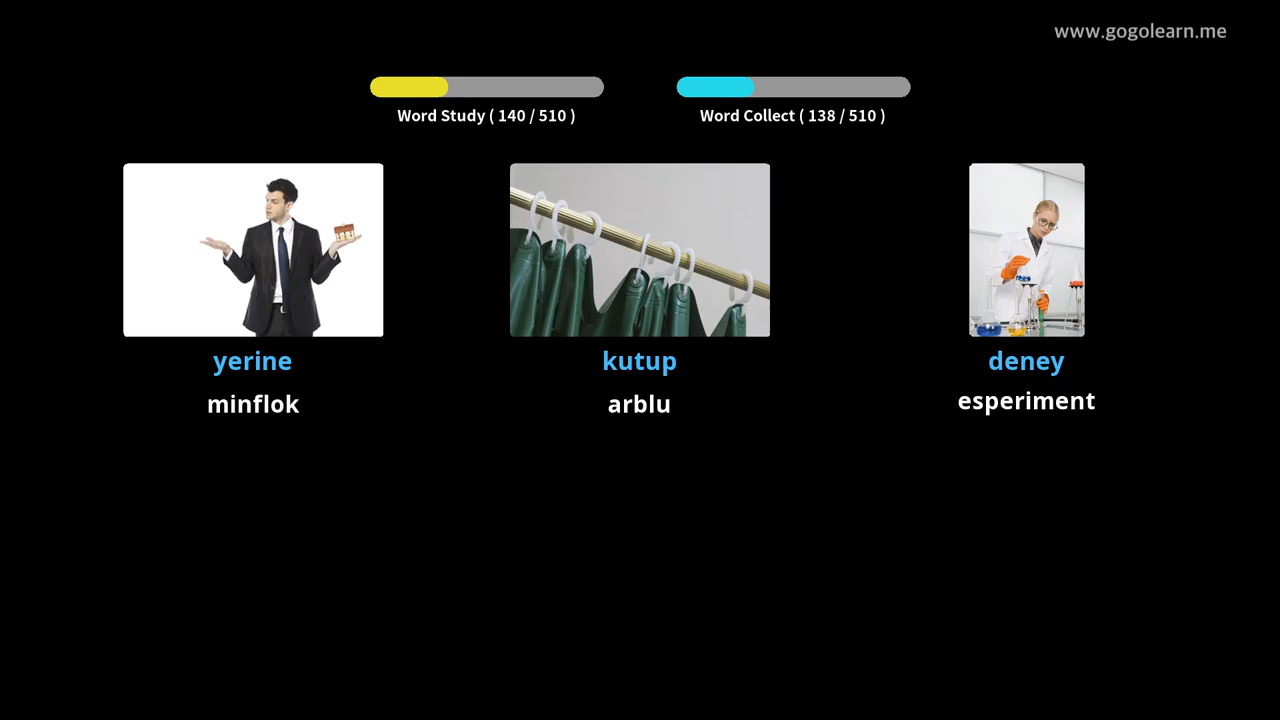 www.gogolearn.me
Word Study ( 140 / 510 )
Word Collect ( 138 / 510 )
yerine
kutup
deney
minflok
arblu
esperiment